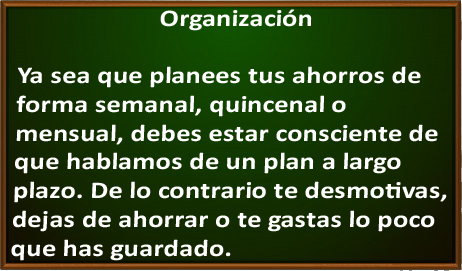 Organización
Ya sea que planees tus ahorros de
forma semanal, quincenal o
mensual, debes estar consciente de
que hablamos de un plan a largo
plazo. De lo contrario te desmotivas,
dejas de ahorrar o te gastas lo poco
que has guardado.